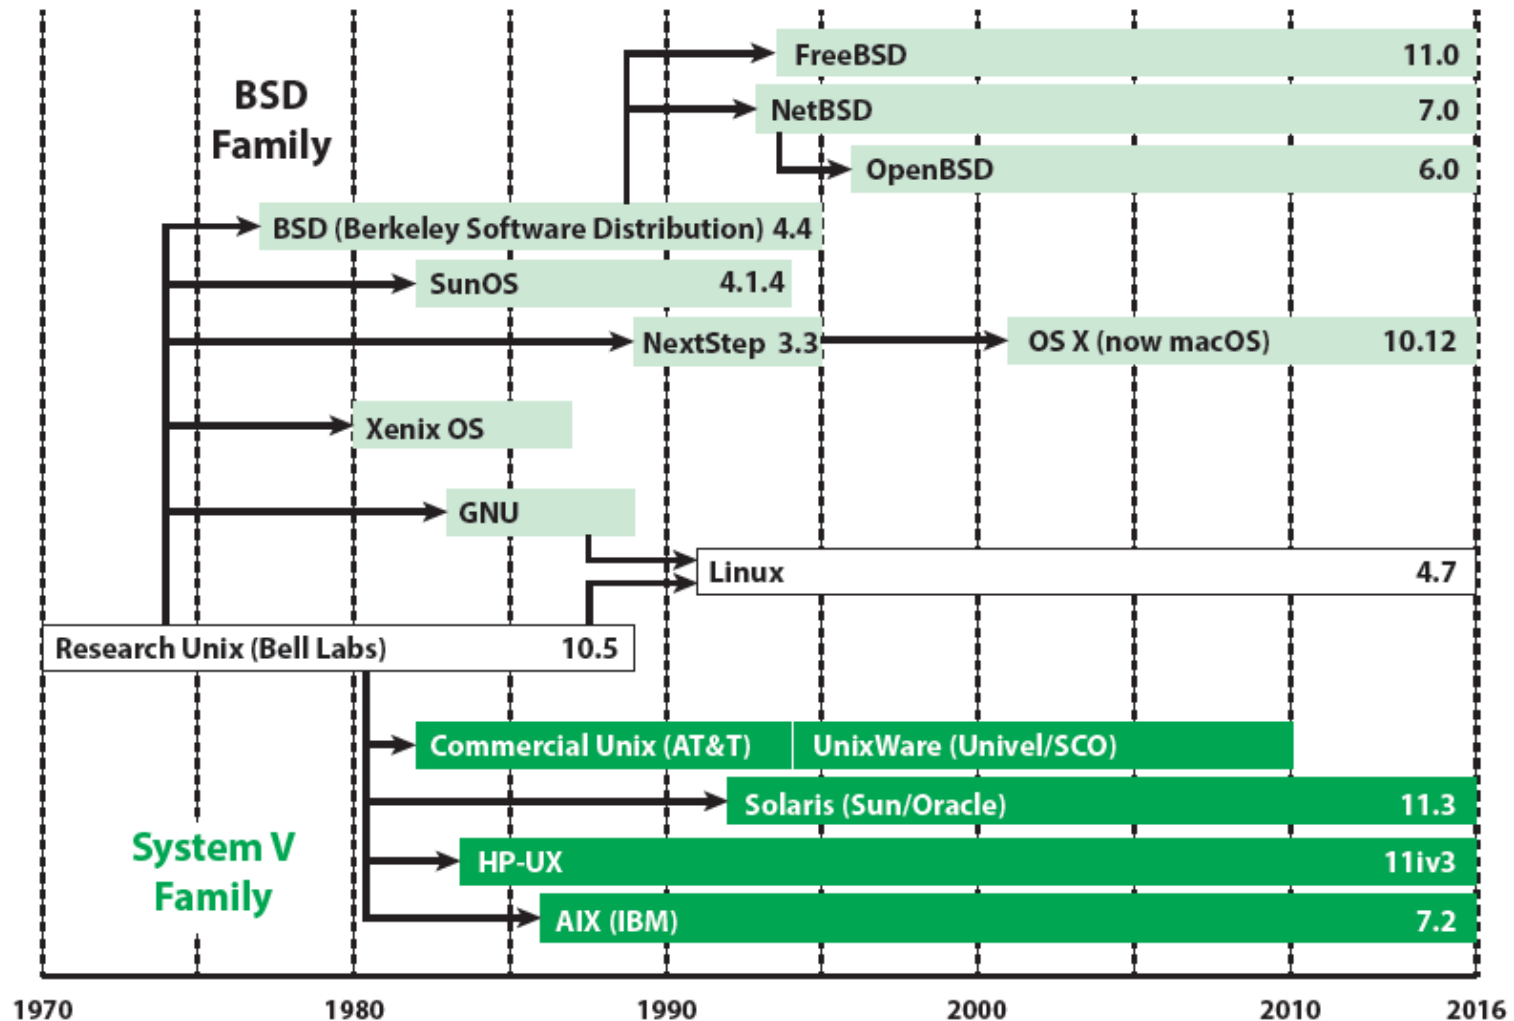 BSD
Family
FreeBSD 11.0
NetBSD 7.0
OpenBSD 6.0
BSD (Berkeley Software Distribution) 4.4
SunOS 4.1.4
NextStep 3.3
OS X (now macOS) 10.12
Xenix OS
GNU
Linux 4.7
Research Unix (Bell Labs) 10.5
Commercial Unix (AT&T)
UnixWare (Univel/SCO)
Solaris (Sun/Oracle) 11.3
System V
Family
HP-UX 11iv3
AIX (IBM) 7.2
1970 1980 1990 2000 2010 2016